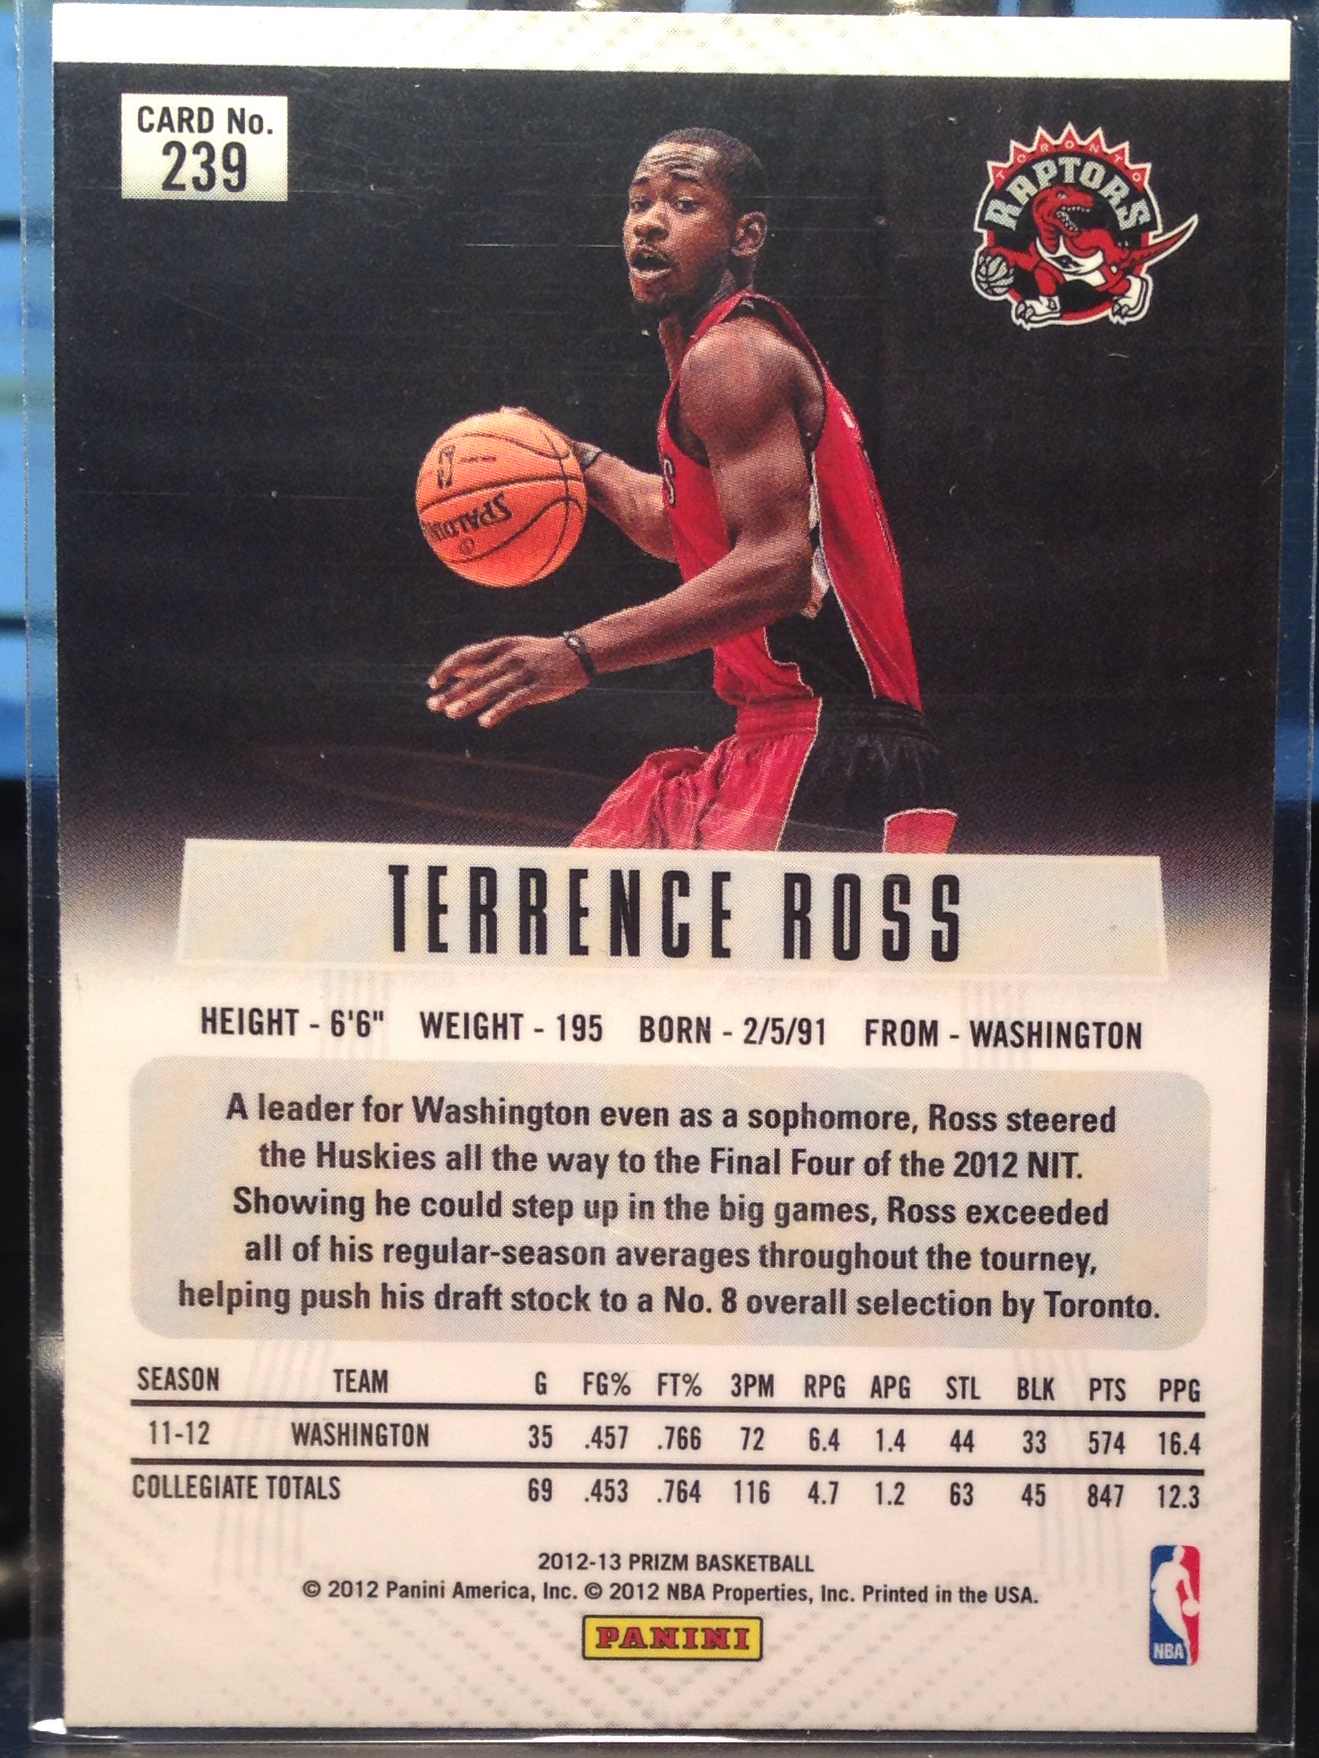 CARD No.
239
TORONTO
RAPTORS
SPALDING
TERRENCE ROSS
HEIGHT - 6'6" WEIGHT - 195 BORN - 2/5/91 FROM - WASHINGTON
A leader for Washington even as a sophomore, Ross steered
the Huskies all the way to the Final Four of the 2012 NIT.
Showing he could step up in the big games, Ross exceeded
all of his regular-season averages throughout the tourney,
helping push his draft stock to a No. 8 overall selection by Toronto.
SEASON TEAM G FG% FT% 3PM RPG APG STL BLK PTS PPG
11-12 WASHINGTON 35 .457 .766 72 6.4 1.4 44 33 574 16.4
COLLEGIATE TOTALS 69 .453 .764 116 4.7 1.2 63 45 847 12.3
2012-13 PRIZM BASKETBALL
© 2012 Panini America, Inc. © 2012 NBA Properties, Inc. Printed in the USA.
PANINI
NBA